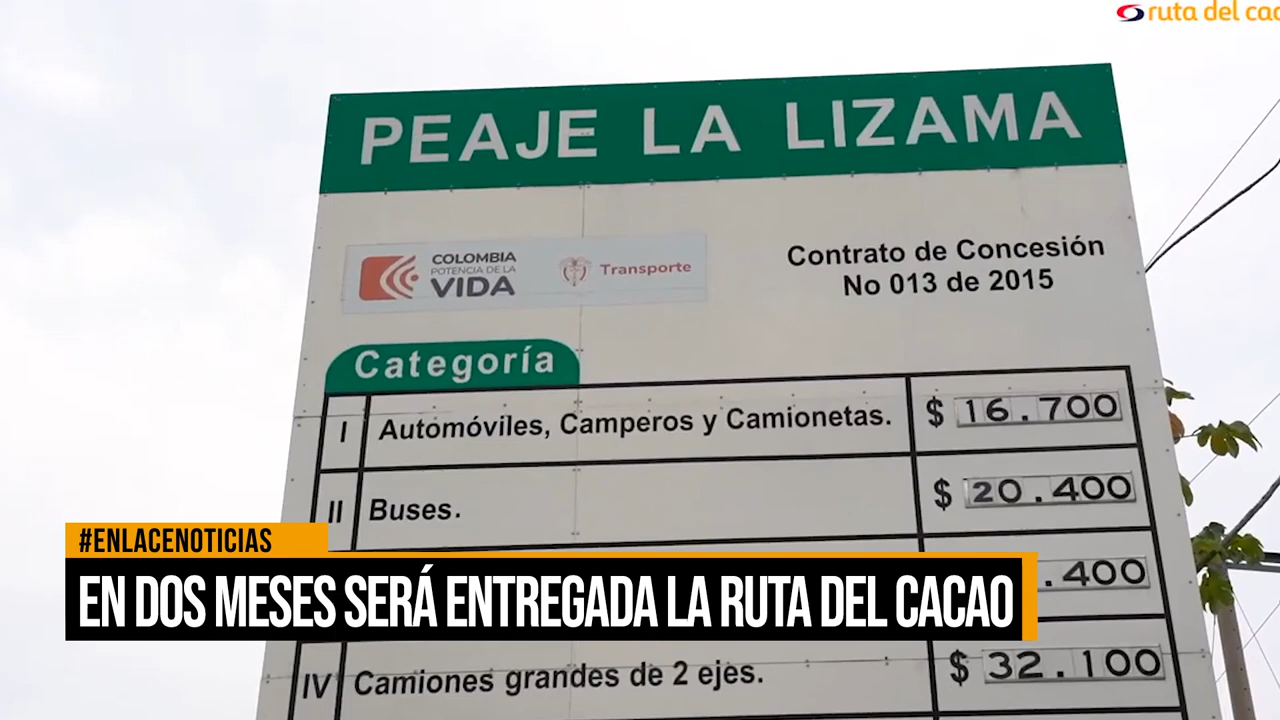 ruta del cac
PEAJE LA LIZAMA
COLOMBIA
POTENCIA DE LA
VIDA
Transporte
Contrato de Concesión
No 013 de 2015
Categoría
I Automóviles, Camperos y Camionetas. $ 16.700
II Buses. $ 20.400
.400
#ENLACENOTICIAS
EN DOS MESES SERÁ ENTREGADA LA RUTA DEL CACAO
IV Camiones grandes de 2 ejes. $ 32.100